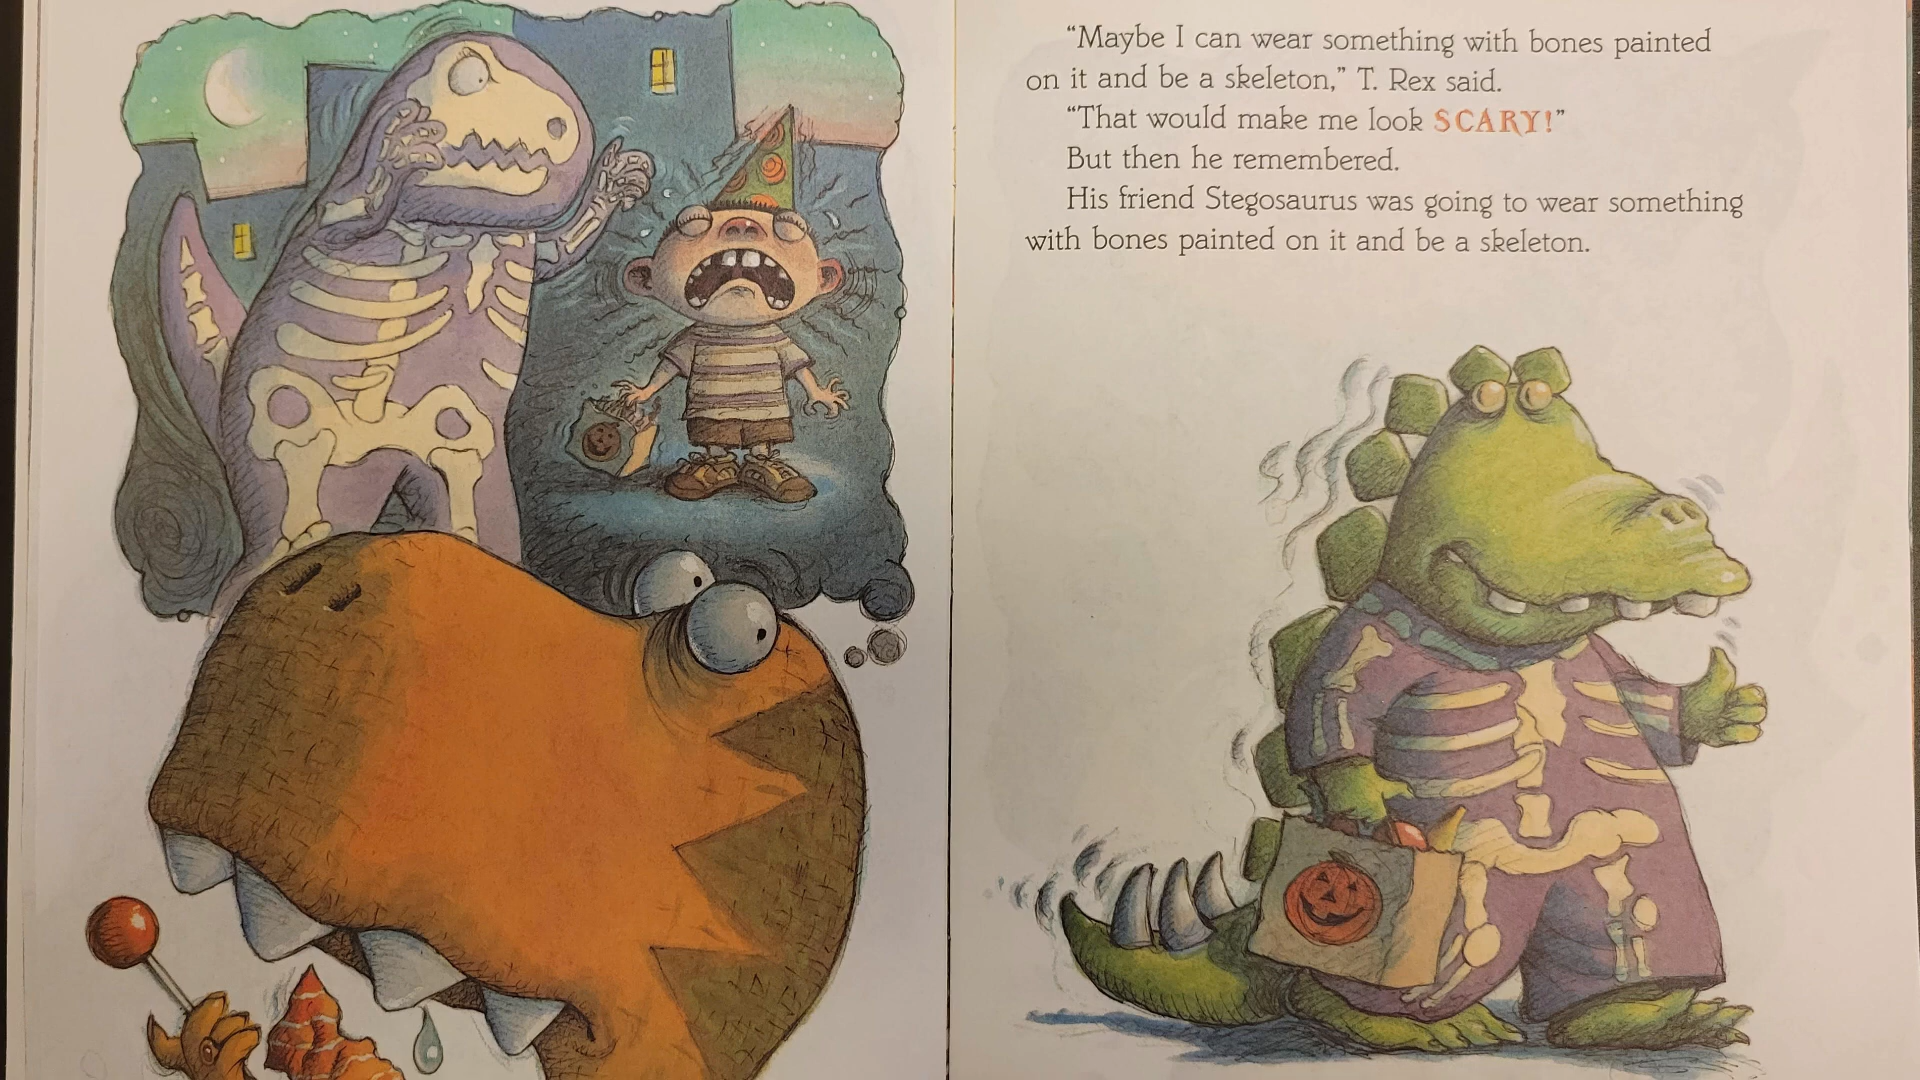 “Maybe I can wear something with bones painted
on it and be a skeleton,” T. Rex said.
“That would make me look SCARY!”
But then he remembered.
His friend Stegosaurus was going to wear something
with bones painted on it and be a skeleton.